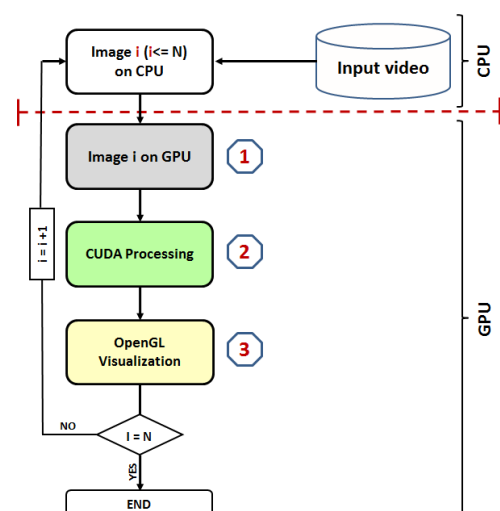 Image i (i<= N)
on CPU
Input video
CPU
Image i on GPU
1
i = i +1
CUDA Processing
2
GPU
OpenGL
Visualization
3
NO
I = N
YES
END